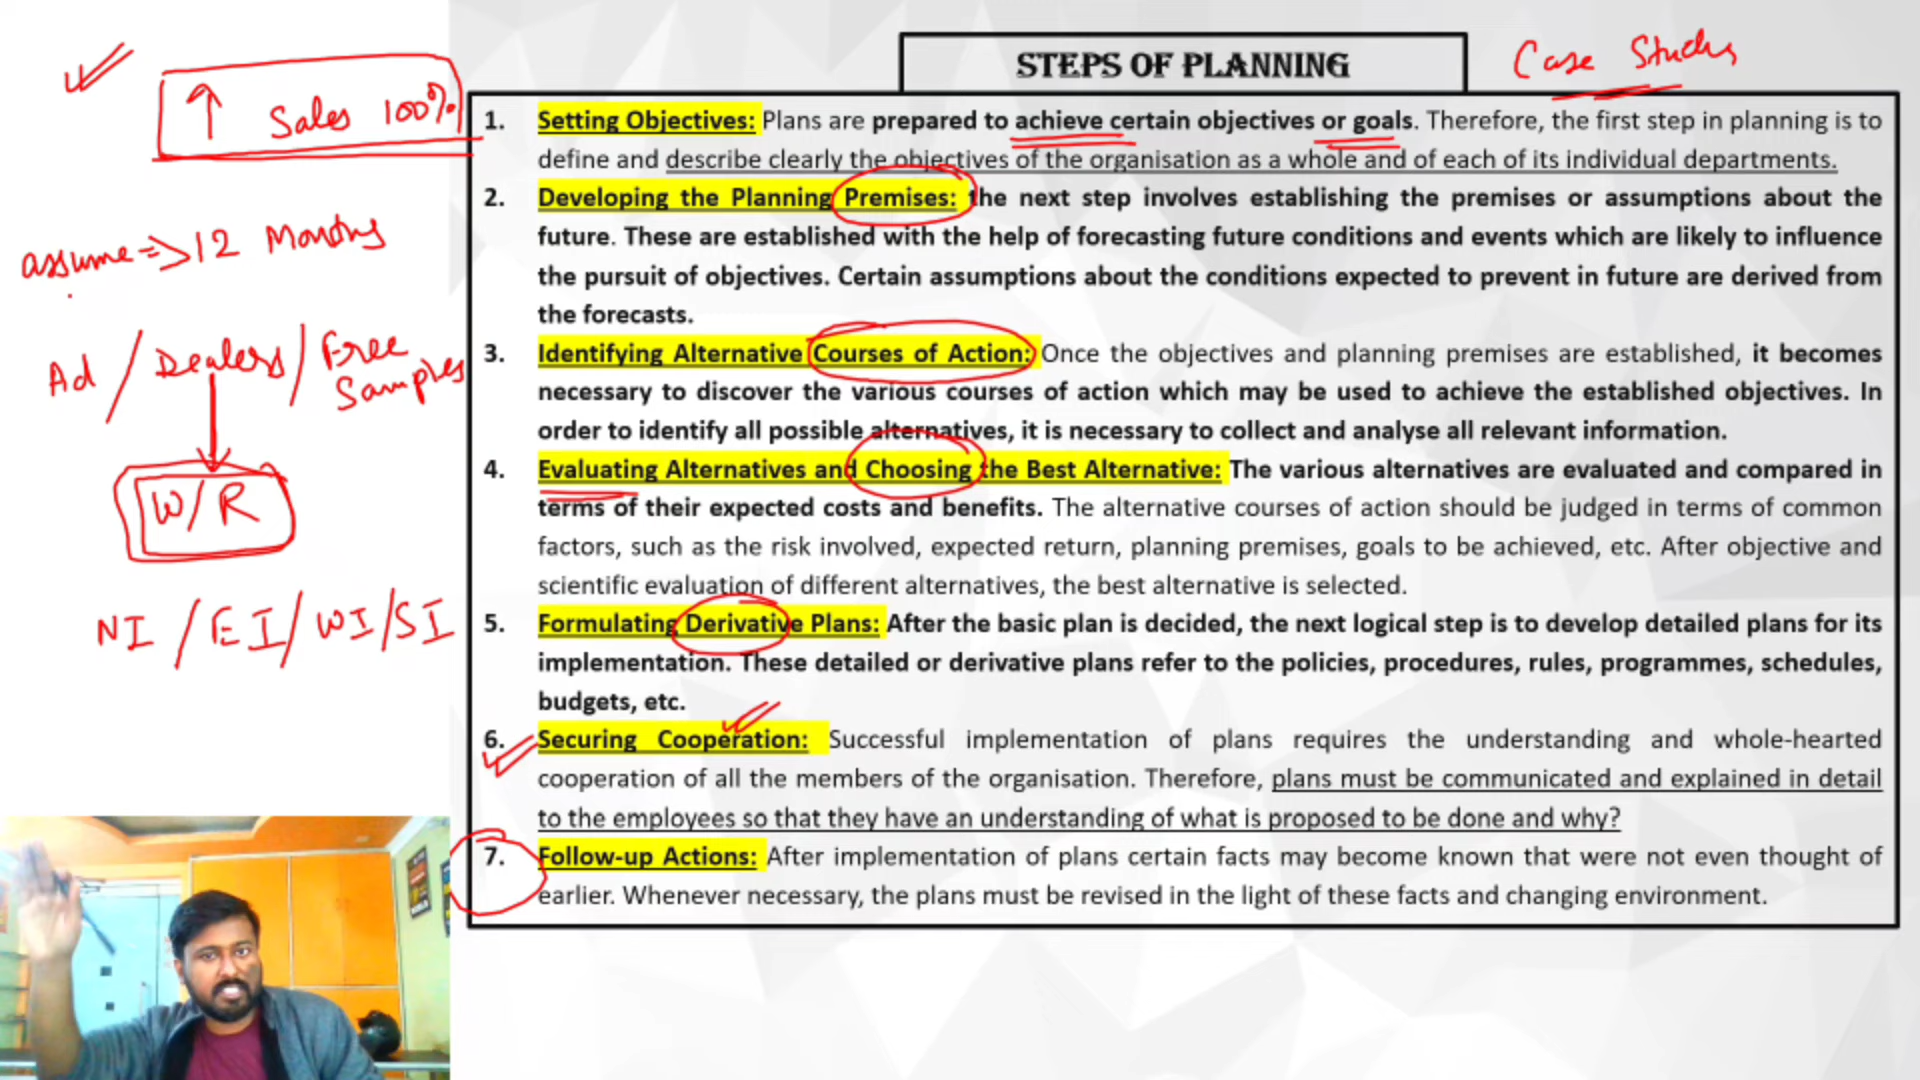 STEPS OF PLANNING
Case Study
↑ Sales 100%
assume => 12 Months
Ad / Dealers / Free
Samples
W/R
NI / EI / WI / SI
1. Setting Objectives: Plans are prepared to achieve certain objectives or goals. Therefore, the first step in planning is to
define and describe clearly the objectives of the organisation as a whole and of each of its individual departments.
2. Developing the Planning Premises: the next step involves establishing the premises or assumptions about the
future. These are established with the help of forecasting future conditions and events which are likely to influence
the pursuit of objectives. Certain assumptions about the conditions expected to prevent in future are derived from
the forecasts.
3. Identifying Alternative Courses of Action: Once the objectives and planning premises are established, it becomes
necessary to discover the various courses of action which may be used to achieve the established objectives. In
order to identify all possible alternatives, it is necessary to collect and analyse all relevant information.
4. Evaluating Alternatives and Choosing the Best Alternative: The various alternatives are evaluated and compared in
terms of their expected costs and benefits. The alternative courses of action should be judged in terms of common
factors, such as the risk involved, expected return, planning premises, goals to be achieved, etc. After objective and
scientific evaluation of different alternatives, the best alternative is selected.
5. Formulating Derivative Plans: After the basic plan is decided, the next logical step is to develop detailed plans for its
implementation. These detailed or derivative plans refer to the policies, procedures, rules, programmes, schedules,
budgets, etc.
6. Securing Cooperation: Successful implementation of plans requires the understanding and whole-hearted
cooperation of all the members of the organisation. Therefore, plans must be communicated and explained in detail
to the employees so that they have an understanding of what is proposed to be done and why?
7. Follow-up Actions: After implementation of plans certain facts may become known that were not even thought of
earlier. Whenever necessary, the plans must be revised in the light of these facts and changing environment.